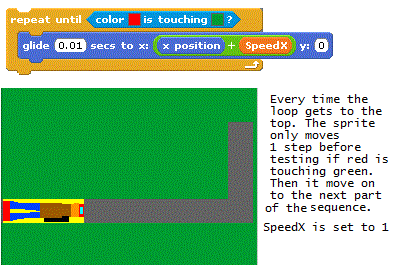 repeat until color is touching ?
glide 0.01 secs to x: x position + SpeedX y: 0
Every time the
loop gets to the
top. The sprite
only moves
1 step before
testing if red is
touching green.
Then it move on
to the next part
of the sequence.
SpeedX is set to 1